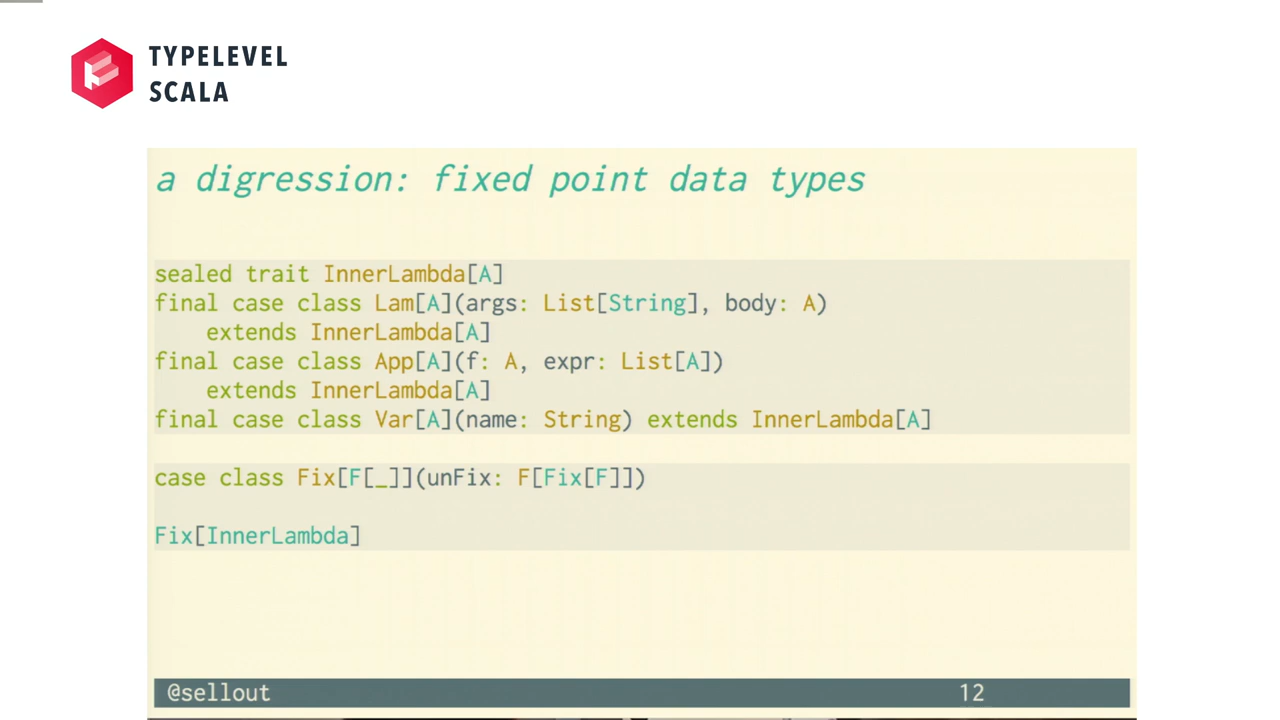 TYPELEVEL
SCALA
a digression: fixed point data types
sealed trait InnerLambda[A]
final case class Lam[A](args: List[String], body: A)
    extends InnerLambda[A]
final case class App[A](f: A, expr: List[A])
    extends InnerLambda[A]
final case class Var[A](name: String) extends InnerLambda[A]
case class Fix[F[_]](unFix: F[Fix[F]])
Fix[InnerLambda]
@sellout 12